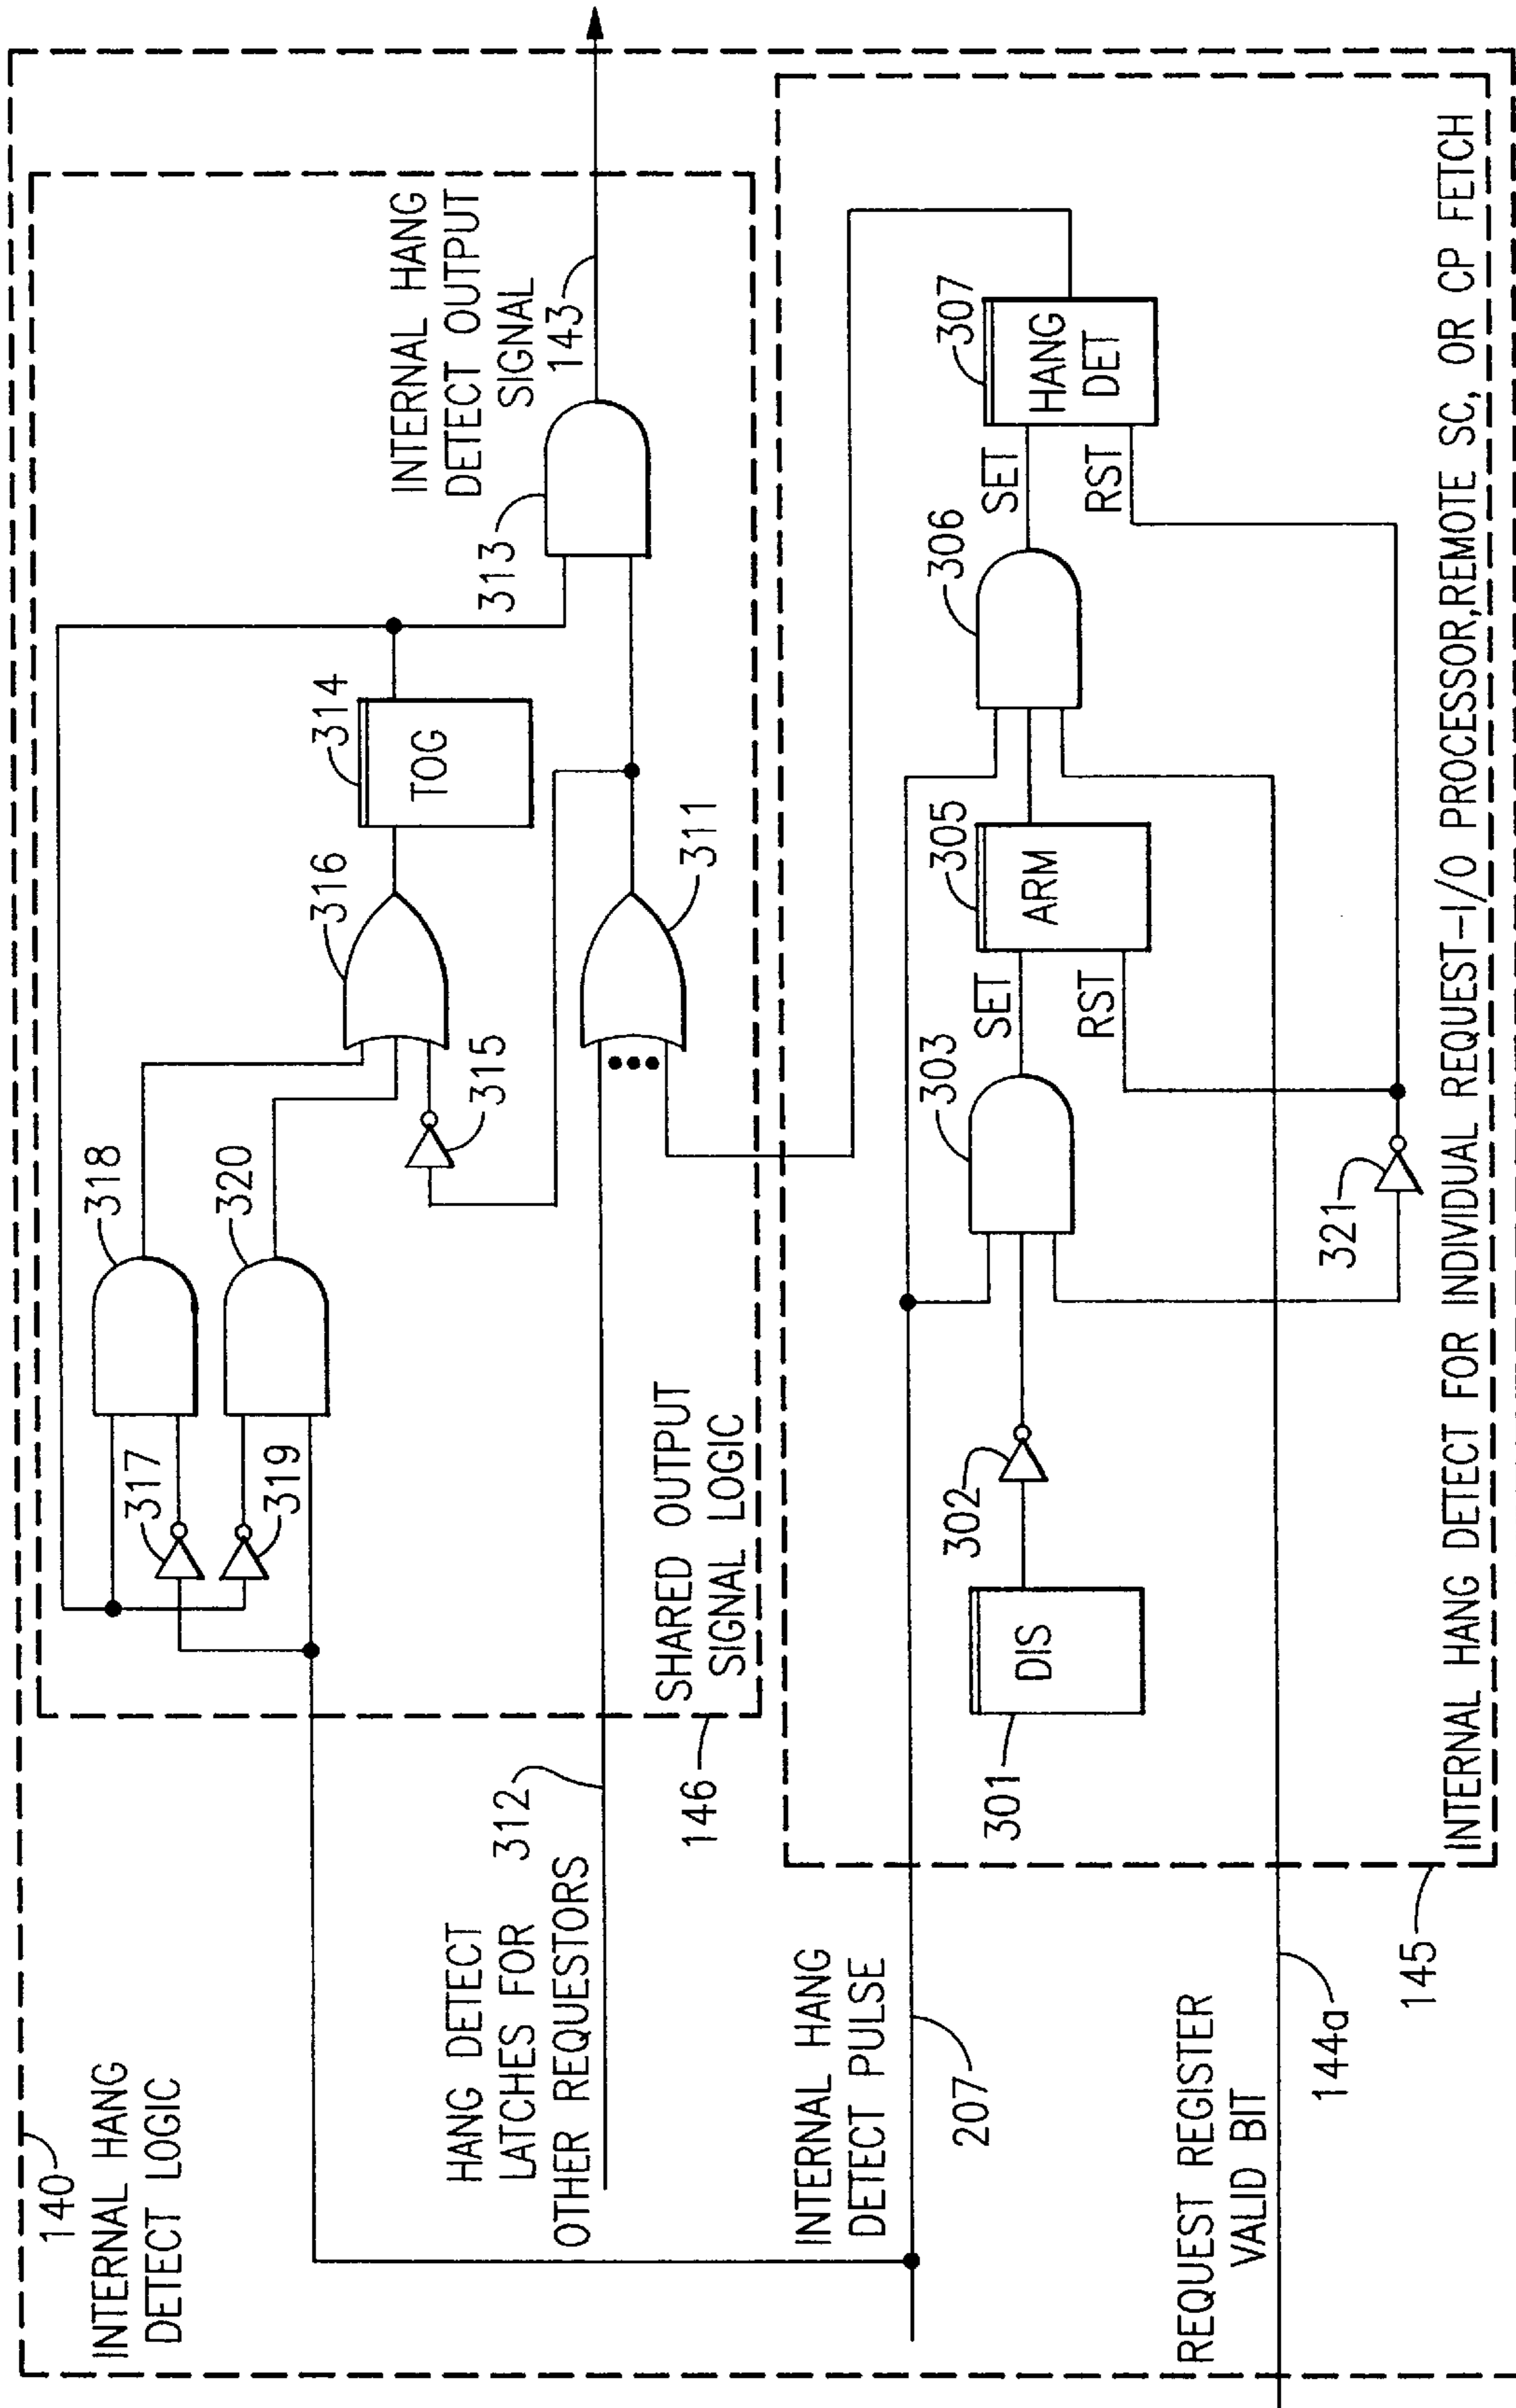 140
INTERNAL HANG
DETECT LOGIC
HANG DETECT
LATCHES FOR
OTHER REQUESTORS
312
INTERNAL HANG
DETECT PULSE
207
REQUEST REGISTER
VALID BIT
144a
317
319
318
320
315
316
314
TOG
311
313
INTERNAL HANG
DETECT OUTPUT
SIGNAL
143
SHARED OUTPUT
SIGNAL LOGIC
146
301
DIS
302
303
SET
RST
305
ARM
306
SET
RST
307
HANG
DET
321
145
INTERNAL HANG DETECT FOR INDIVIDUAL REQUEST-I/O PROCESSOR,REMOTE SC, OR CP FETCH